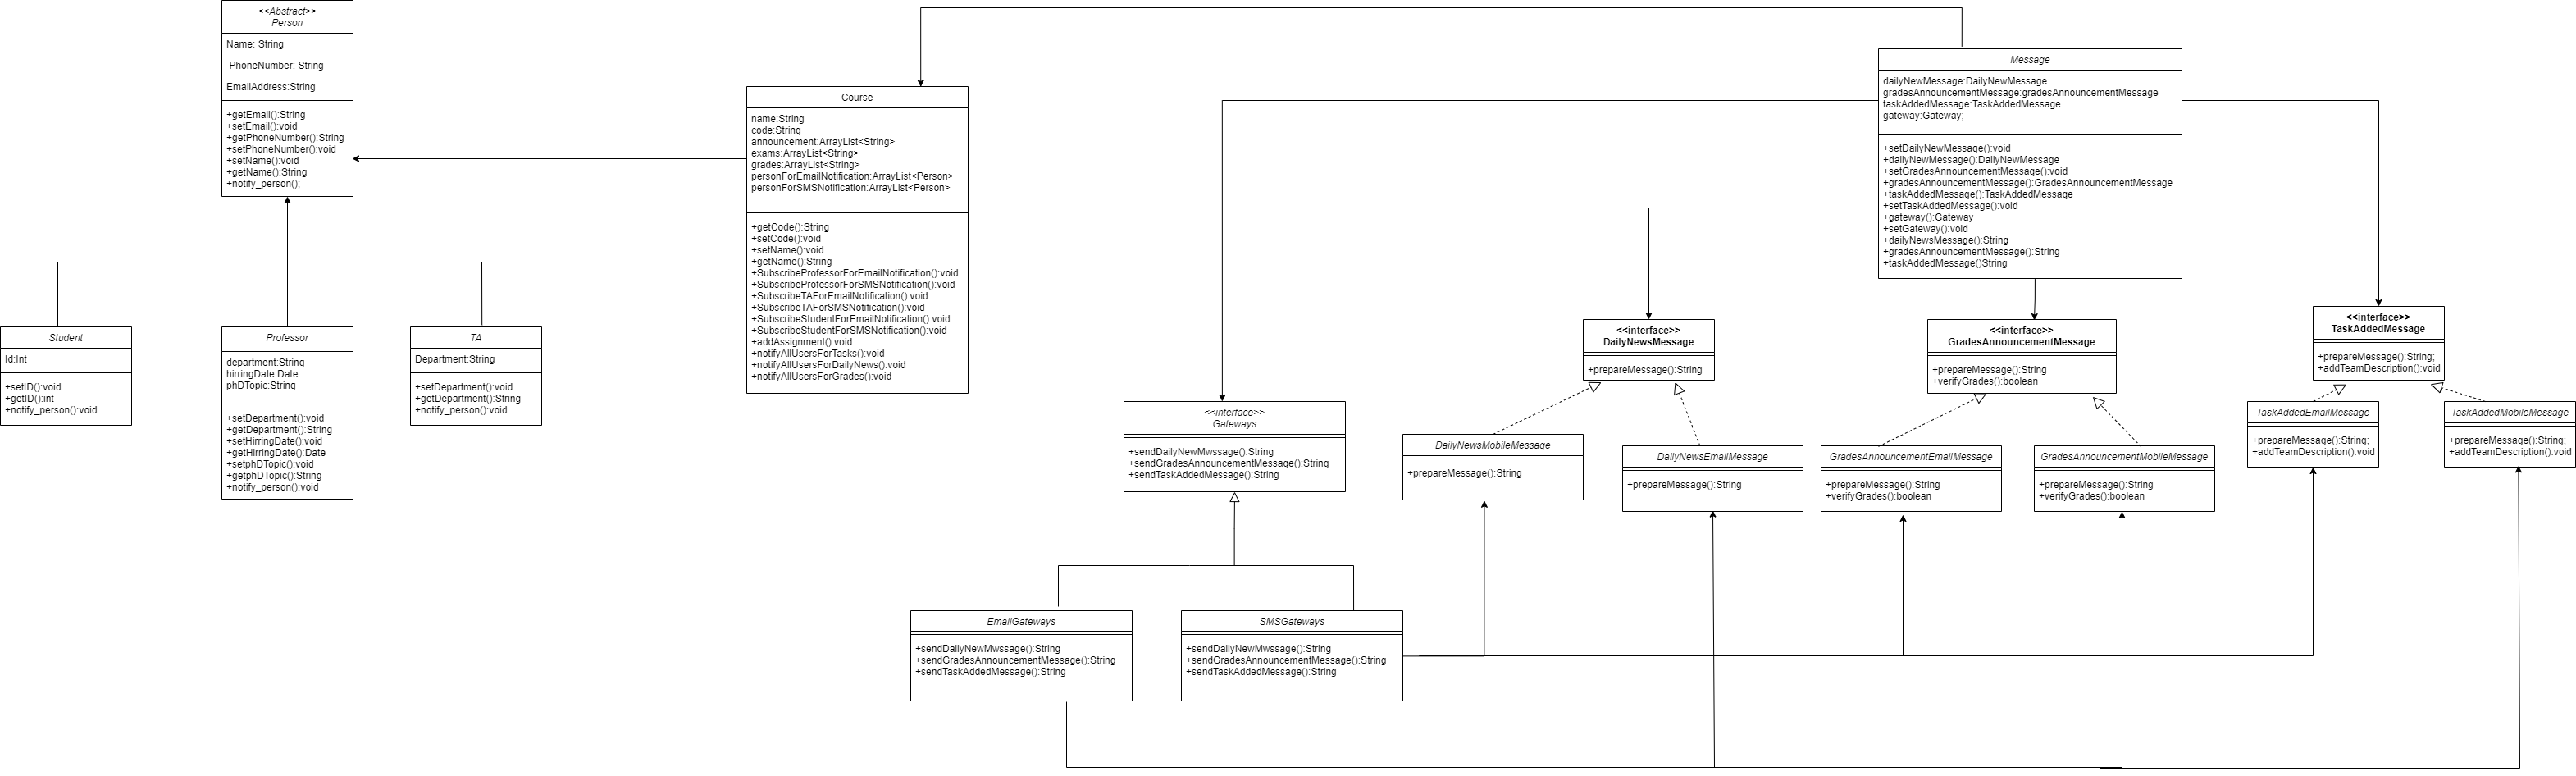 <<Abstract>>
Person
Name: String
PhoneNumber: String
EmailAddress:String
+getEmail():String
+setEmail():void
+getPhoneNumber():String
+setPhoneNumber():void
+setName():void
+getName():String
+notify_person();
Student
Id:Int
+setID():void
+getID():int
+notify_person():void
Professor
department:String
hirringDate:Date
phDTopic:String
+setDepartment():void
+getDepartment():String
+setHirringDate():void
+getHirringDate():Date
+setphDTopic():void
+getphDTopic():String
+notify_person():void
TA
Department:String
+setDepartment():void
+getDepartment():String
+notify_person():void
Course
name:String
code:String
announcement:ArrayList<String>
exams:ArrayList<String>
grades:ArrayList<String>
personForEmailNotification:ArrayList<Person>
personForSMSNotification:ArrayList<Person>
+getCode():String
+setCode():void
+setName():void
+getName():String
+SubscribeProfessorForEmailNotification():void
+SubscribeProfessorForSMSNotification():void
+SubscribeTAForEmailNotification():void
+SubscribeTAForSMSNotification():void
+SubscribeStudentForEmailNotification():void
+SubscribeStudentForSMSNotification():void
+addAssignment():void
+notifyAllUsersForTasks():void
+notifyAllUsersForDailyNews():void
+notifyAllUsersForGrades():void
Message
dailyNewMessage:DailyNewMessage
gradesAnnouncementMessage:gradesAnnouncementMessage
taskAddedMessage:TaskAddedMessage
gateway:Gateway;
+setDailyNewMessage():void
+dailyNewMessage():DailyNewMessage
+setGradesAnnouncementMessage():void
+gradesAnnouncementMessage():GradesAnnouncementMessage
+taskAddedMessage():TaskAddedMessage
+setTaskAddedMessage():void
+gateway():Gateway
+setGateway():void
+dailyNewsMessage():String
+gradesAnnouncementMessage():String
+taskAddedMessage()String
<<interface>>
Gateways
+sendDailyNewMwssage():String
+sendGradesAnnouncementMessage():String
+sendTaskAddedMessage():String
EmailGateways
+sendDailyNewMwssage():String
+sendGradesAnnouncementMessage():String
+sendTaskAddedMessage():String
SMSGateways
+sendDailyNewMwssage():String
+sendGradesAnnouncementMessage():String
+sendTaskAddedMessage():String
<<interface>>
DailyNewsMessage
+prepareMessage():String
DailyNewsMobileMessage
+prepareMessage():String
DailyNewsEmailMessage
+prepareMessage():String
<<interface>>
GradesAnnouncementMessage
+prepareMessage():String
+verifyGrades():boolean
GradesAnnouncementEmailMessage
+prepareMessage():String
+verifyGrades():boolean
GradesAnnouncementMobileMessage
+prepareMessage():String
+verifyGrades():boolean
<<interface>>
TaskAddedMessage
+prepareMessage():String;
+addTeamDescription():void
TaskAddedEmailMessage
+prepareMessage():String;
+addTeamDescription():void
TaskAddedMobileMessage
+prepareMessage():String;
+addTeamDescription():void